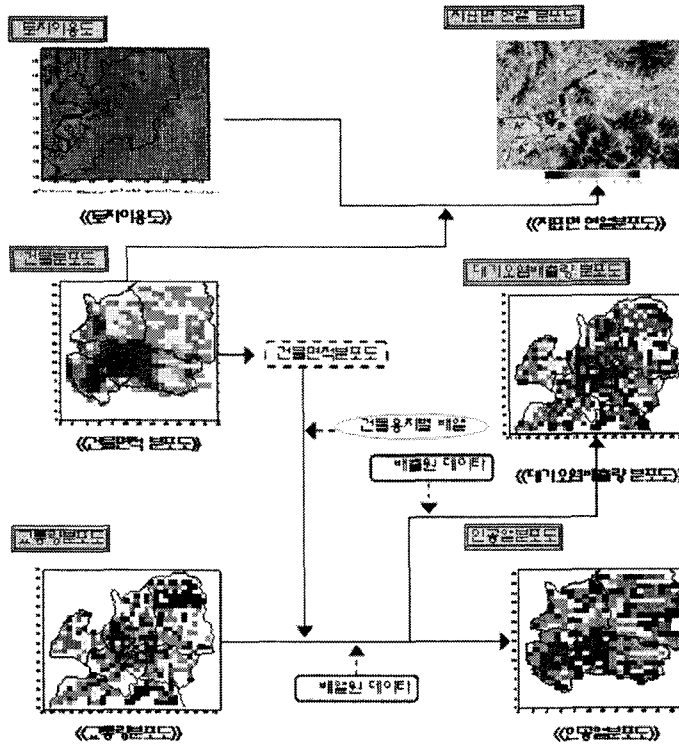 토지이용도
지표면 현열 분포도
《토지이용도》
《지표면 현열분포도》
건물분포도
대기오염배출량 분포도
건물면적분포도
건물용지별 배열
《건물면적 분포도》
배출원 데이터
《대기오염배출량 분포도》
교통량분포도
인공열분포도
배열원 데이터
《교통량분포도》
《인공열분포도》